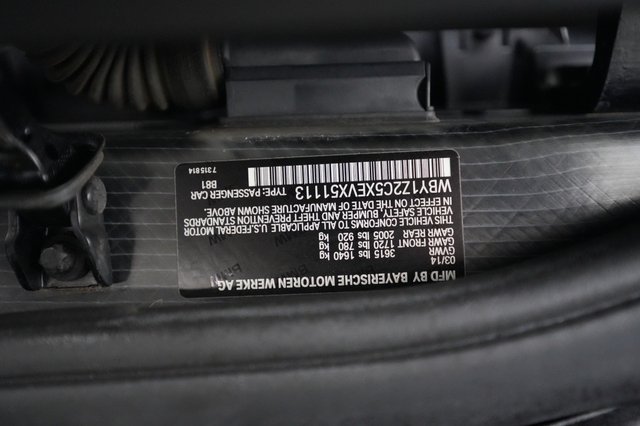 MFD BY BAYERISCHE MOTOREN WERKE AG
03/14
GVWR 3615 lbs 1640 kg
GAWR FRONT 1720 lbs 780 kg
GAWR REAR 2005 lbs 920 kg
THIS VEHICLE CONFORMS TO ALL APPLICABLE U.S.FEDERAL MOTOR
VEHICLE SAFETY, BUMPER AND THEFT PREVENTION STANDARDS
IN EFFECT ON THE DATE OF MANUFACTURE SHOWN ABOVE.
WBY1Z2C5XEVX51113 TYPE: PASSENGER CAR
B81
7315814